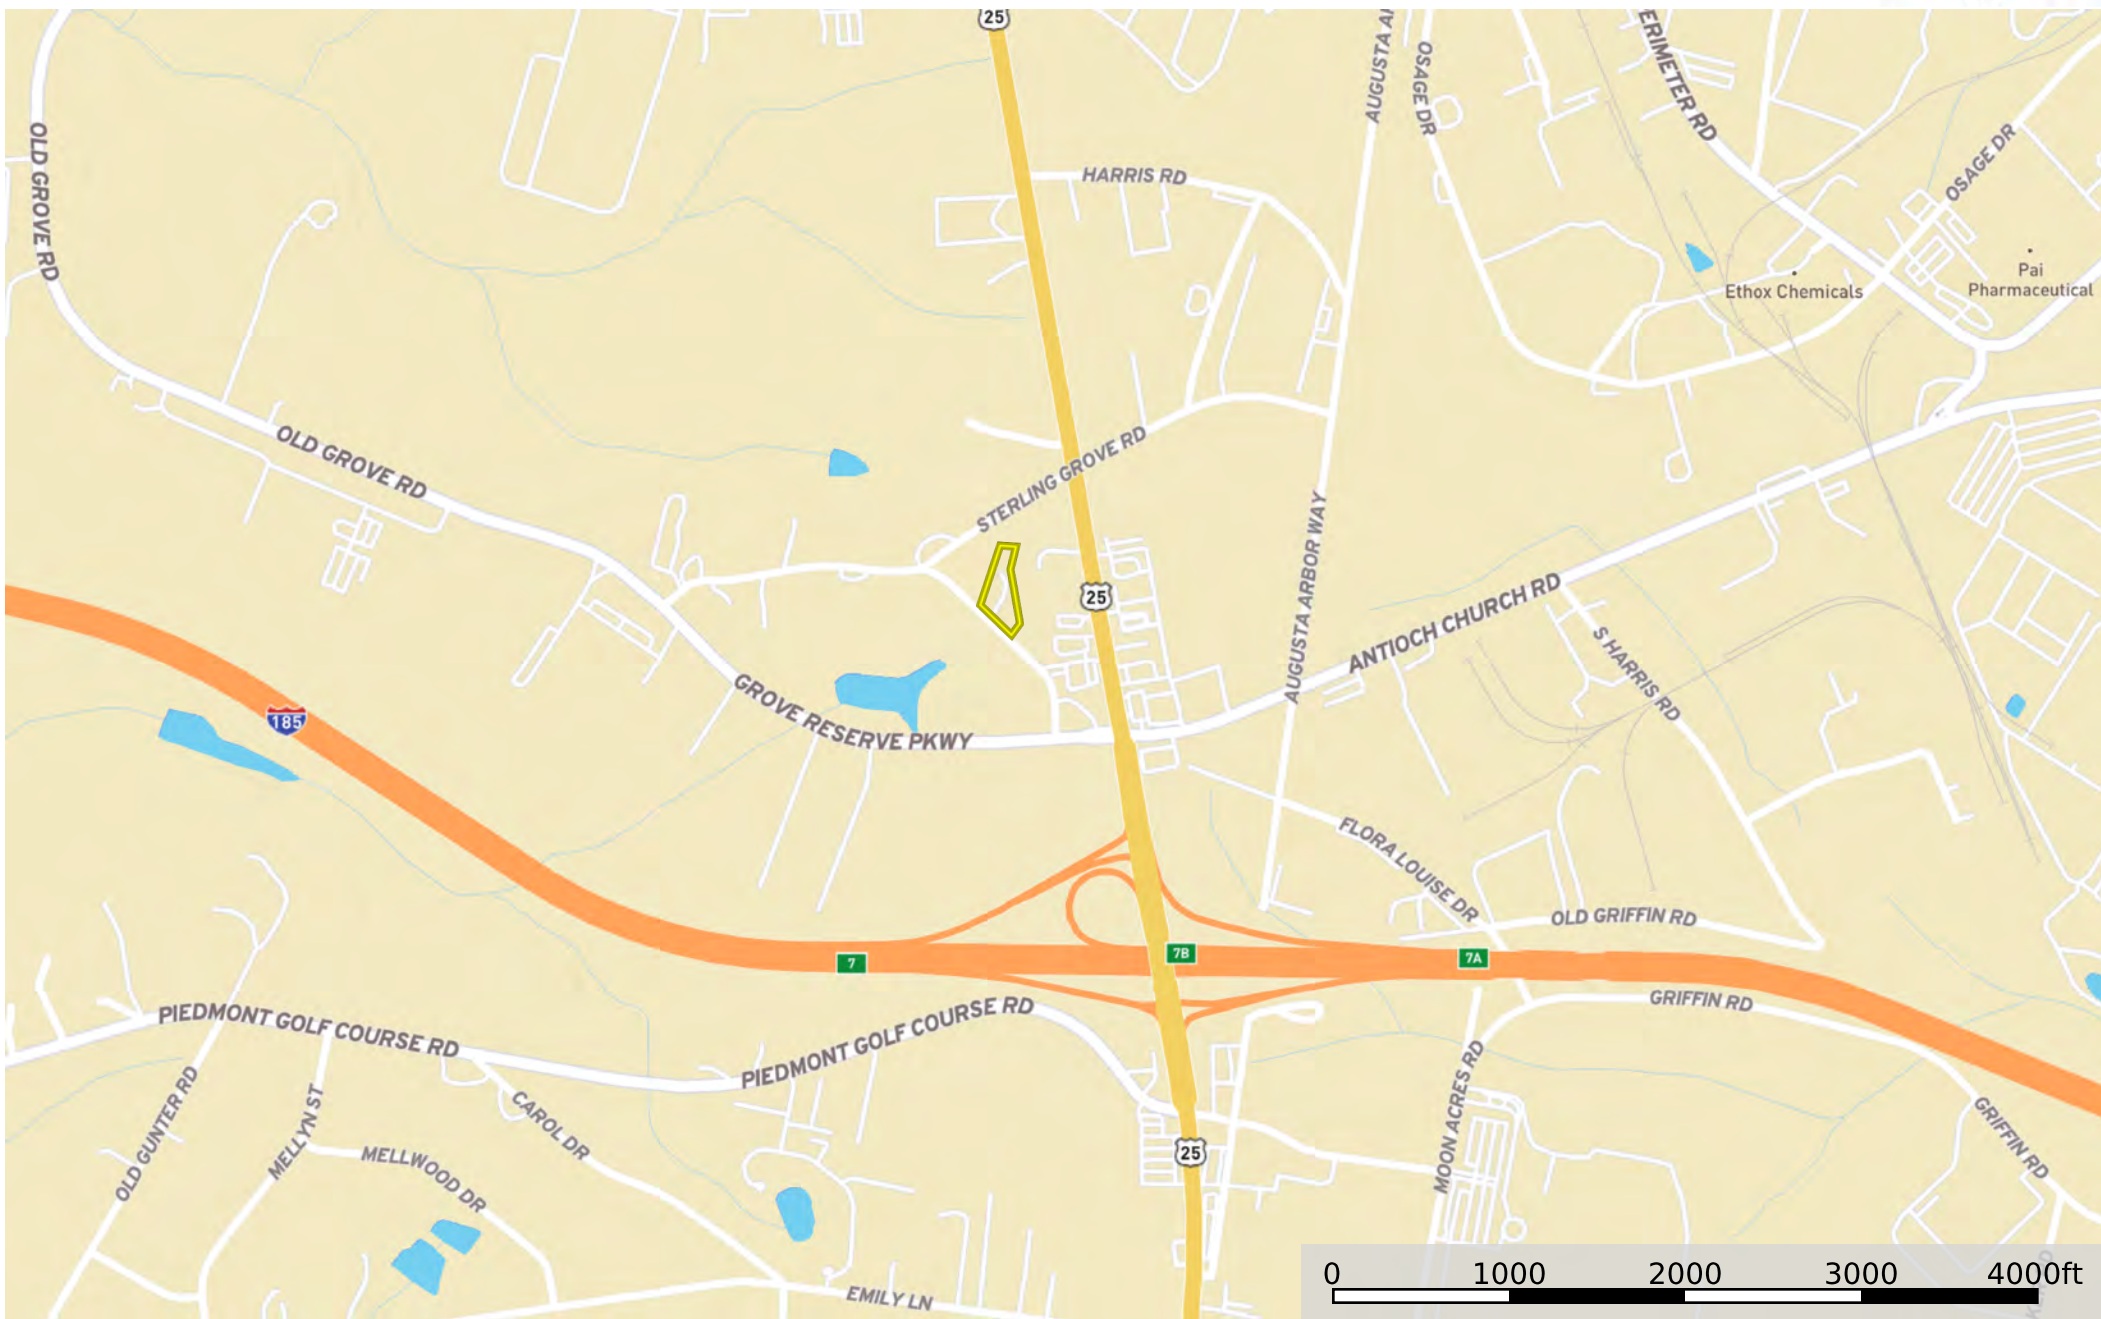 25
AUGUSTA
OSAGE DR
ERIMETER RD
OLD GROVE RD
HARRIS RD
OSAGE DR
Pai
Pharmaceutical
Ethox Chemicals
OLD GROVE RD
STERLING GROVE RD
AUGUSTA ARBOR WAY
25
ANTIOCH CHURCH RD
S HARRIS RD
185
GROVE RESERVE PKWY
FLORA LOUISE DR
OLD GRIFFIN RD
7
7B
7A
GRIFFIN RD
PIEDMONT GOLF COURSE RD
PIEDMONT GOLF COURSE RD
OLD GUNTER RD
MELLYN ST
CAROL DR
MELLWOOD DR
MOON ACRES RD
GRIFFIN RD
25
EMILY LN
0 1000 2000 3000 4000ft